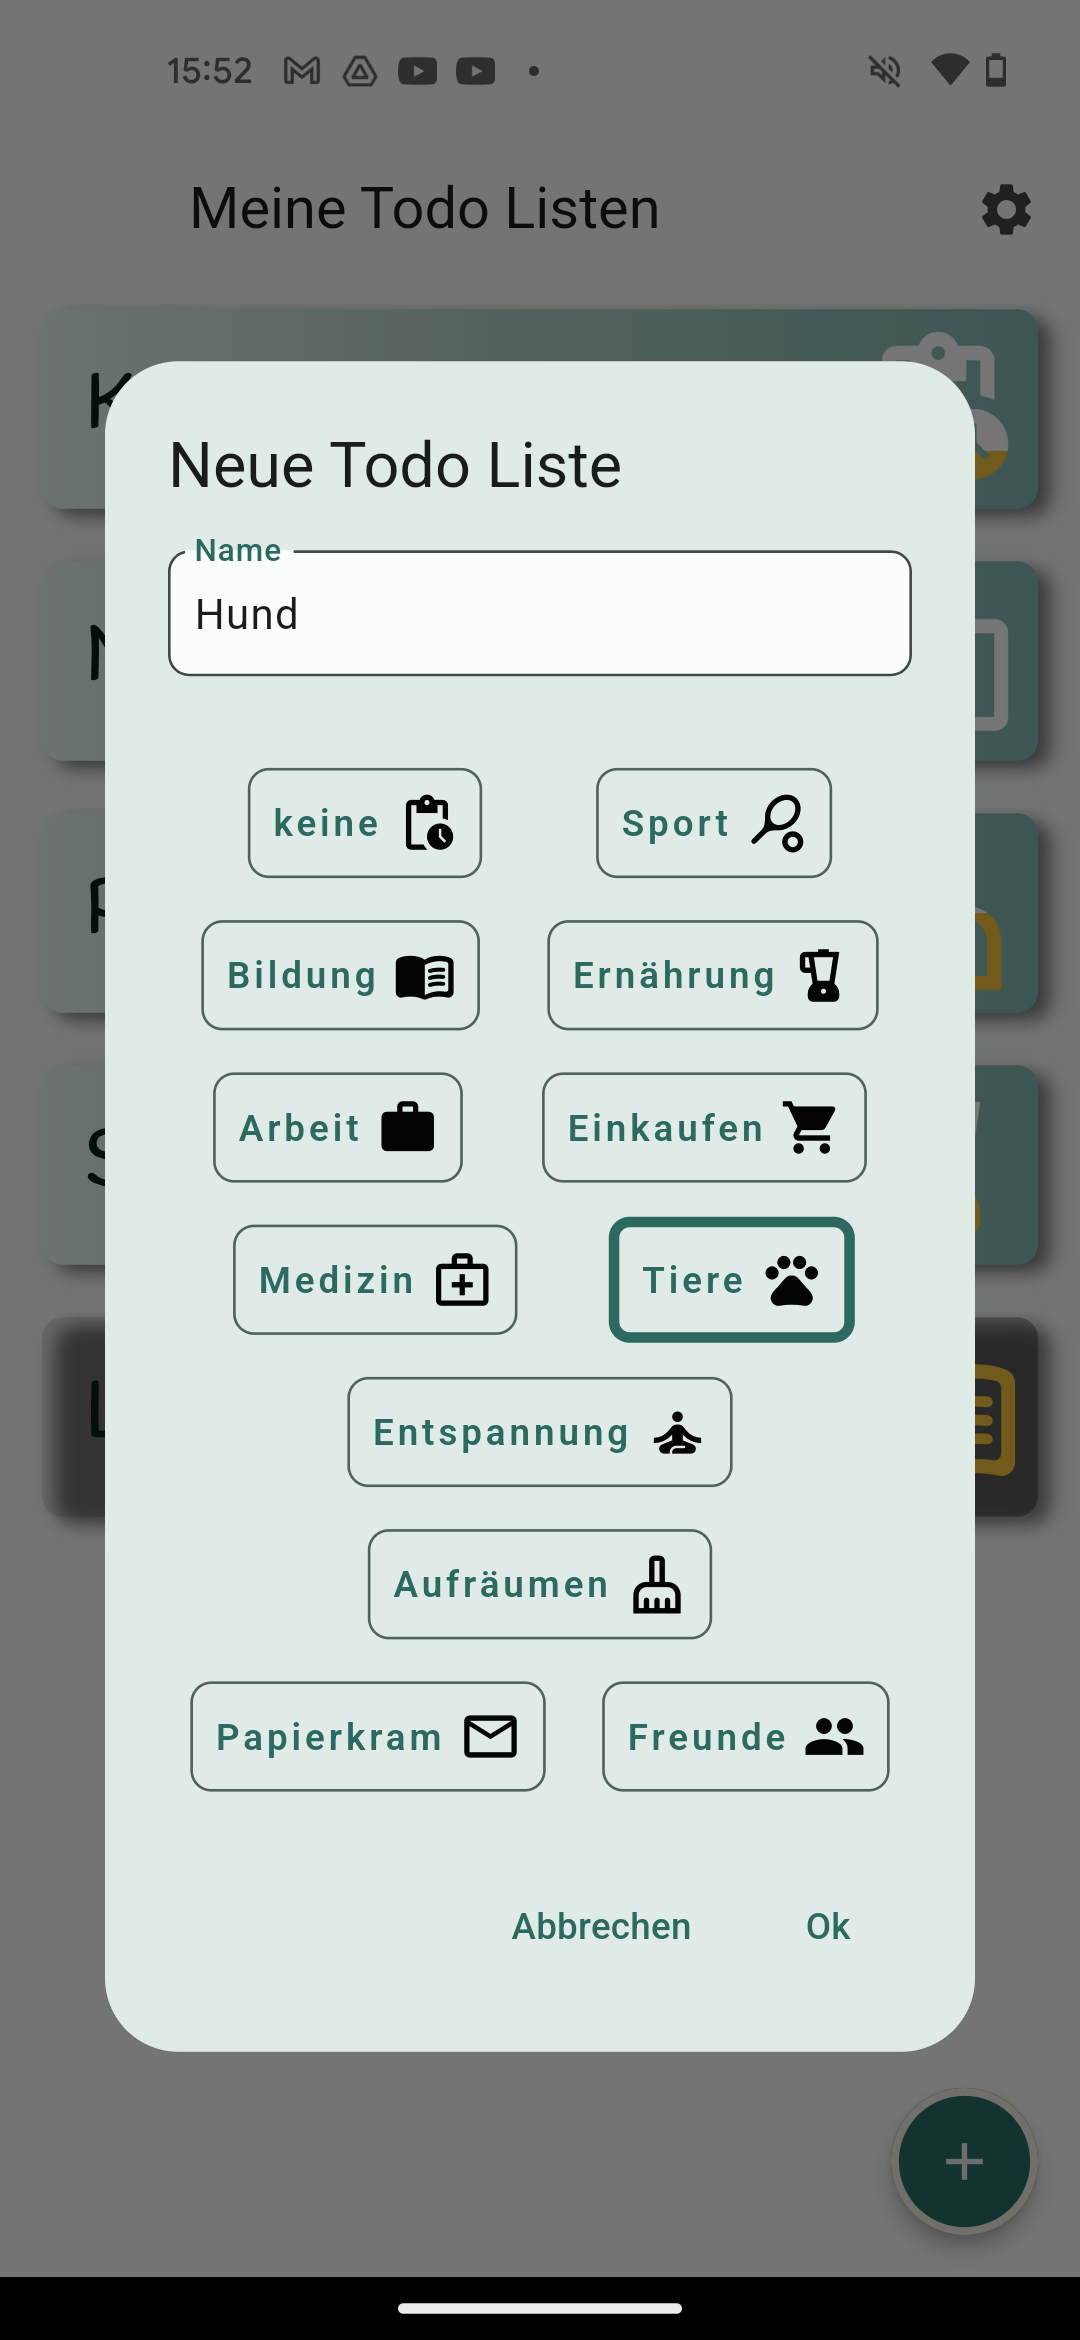 15:52
Meine Todo Listen
Neue Todo Liste
Name
Hund
keine Sport
Bildung Ernährung
Arbeit Einkaufen
Medizin Tiere
Entspannung
Aufräumen
Papierkram Freunde
Abbrechen Ok